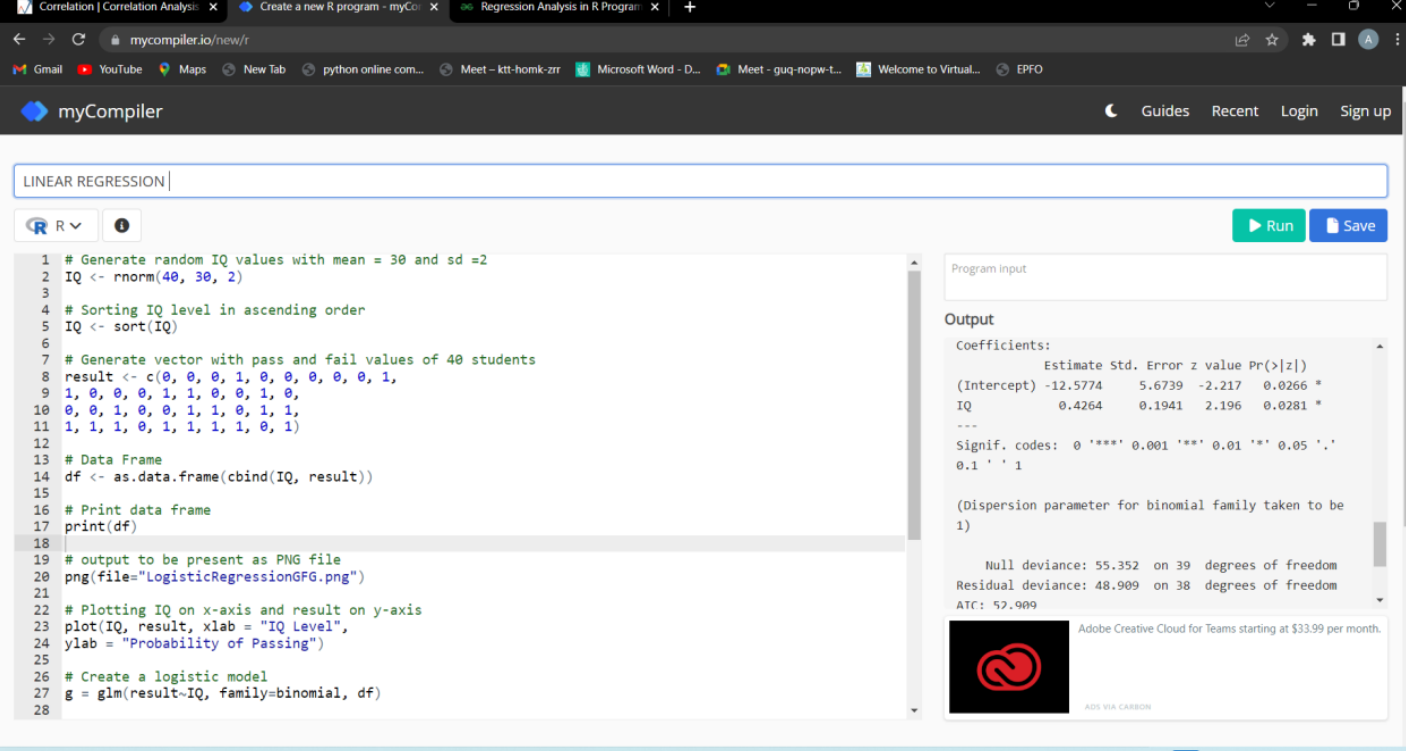 Correlation | Correlation Analysis
Create a new R program - myCor
Regression Analysis in R Program
mycompiler.io/new/r
A
Gmail
YouTube
Maps
New Tab
python online com...
Meet – ktt-homk-zrr
Microsoft Word - D...
Meet - guq-nopw-t...
Welcome to Virtual...
EPFO
myCompiler
Guides Recent Login Sign up
LINEAR REGRESSION
R R
Run
Save
1 # Generate random IQ values with mean = 30 and sd =2
2 IQ <- rnorm(40, 30, 2)
3
4 # Sorting IQ level in ascending order
5 IQ <- sort(IQ)
6
7 # Generate vector with pass and fail values of 40 students
8 result <- c(0, 0, 0, 1, 0, 0, 0, 0, 0, 1,
9 1, 0, 0, 0, 1, 1, 0, 0, 1, 0,
10 0, 0, 1, 0, 0, 1, 1, 0, 1, 1,
11 1, 1, 1, 0, 1, 1, 1, 1, 0, 1)
12
13 # Data Frame
14 df <- as.data.frame(cbind(IQ, result))
15
16 # Print data frame
17 print(df)
18
19 # output to be present as PNG file
20 png(file="LogisticRegressionGFG.png")
21
22 # Plotting IQ on x-axis and result on y-axis
23 plot(IQ, result, xlab = "IQ Level",
24 ylab = "Probability of Passing")
25
26 # Create a logistic model
27 g = glm(result~IQ, family=binomial, df)
28
Program input
Output
Coefficients:
Estimate Std. Error z value Pr(>|z|)
(Intercept) -12.5774 5.6739 -2.217 0.0266 *
IQ 0.4264 0.1941 2.196 0.0281 *
---
Signif. codes: 0 '***' 0.001 '**' 0.01 '*' 0.05 '.'
0.1 ' ' 1
(Dispersion parameter for binomial family taken to be
1)
Null deviance: 55.352 on 39 degrees of freedom
Residual deviance: 48.909 on 38 degrees of freedom
AIC: 52.909
Adobe Creative Cloud for Teams starting at $33.99 per month.
ADS VIA CARBON